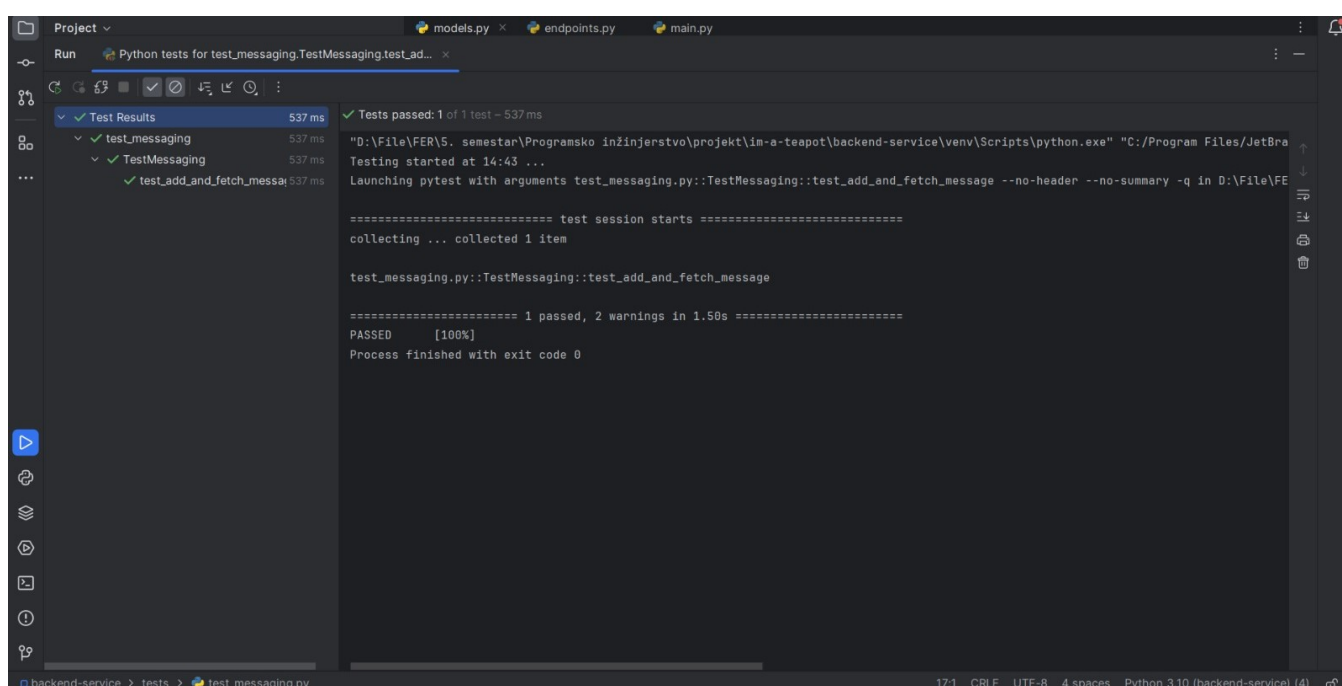 Project
models.py
endpoints.py
main.py
Run
Python tests for test_messaging.TestMessaging.test_ad...
Test Results 537 ms
test_messaging 537 ms
TestMessaging 537 ms
test_add_and_fetch_messag 537 ms
Tests passed: 1 of 1 test – 537 ms
"D:\File\FER\5. semestar\Programsko inžinjerstvo\projekt\im-a-teapot\backend-service\venv\Scripts\python.exe" "C:/Program Files/JetBra
Testing started at 14:43 ...
Launching pytest with arguments test_messaging.py::TestMessaging::test_add_and_fetch_message --no-header --no-summary -q in D:\File\FE
============================= test session starts =============================
collecting ... collected 1 item
test_messaging.py::TestMessaging::test_add_and_fetch_message
======================== 1 passed, 2 warnings in 1.50s ========================
PASSED [100%]
Process finished with exit code 0
backend-service > tests > test_messaging.py
17:1 CRLF UTF-8 4 spaces Python 3.10 (backend-service) (4)